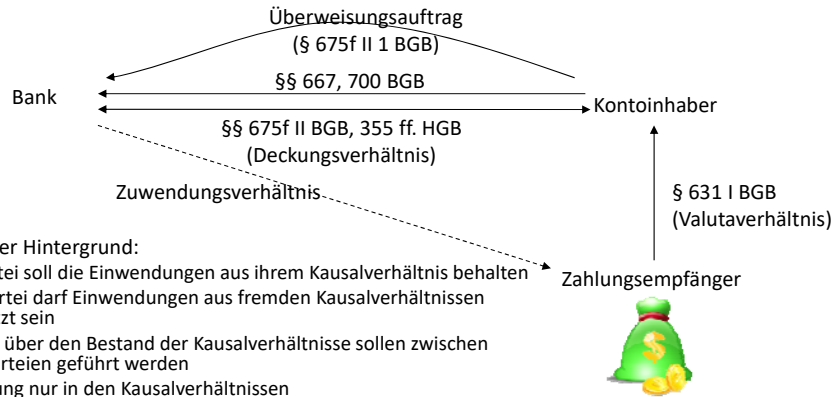 Überweisungsauftrag
(§ 675f II 1 BGB)
§§ 667, 700 BGB
Bank
Kontoinhaber
§§ 675f II BGB, 355 ff. HGB
(Deckungsverhältnis)
Zuwendungsverhältnis
§ 631 I BGB
(Valutaverhältnis)
er Hintergrund:
tei soll die Einwendungen aus ihrem Kausalverhältnis behalten
Zahlungsempfänger
rtei darf Einwendungen aus fremden Kausalverhältnissen
zt sein
über den Bestand der Kausalverhältnisse sollen zwischen
arteien geführt werden
ung nur in den Kausalverhältnissen
$